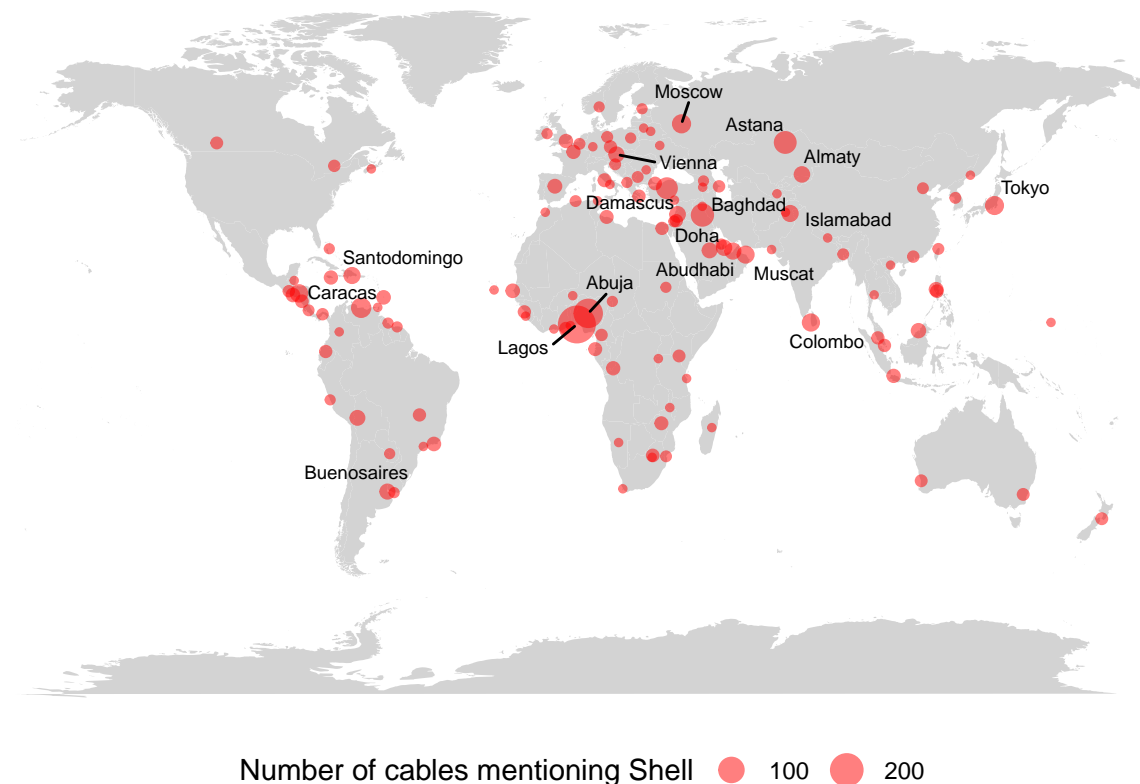 Moscow
Astana
Vienna
Almaty
Tokyo
Damascus
Baghdad
Islamabad
Doha
Santodomingo
Abudhabi
Muscat
Abuja
Caracas
Colombo
Lagos
Buenosaires
Number of cables mentioning Shell 100 200